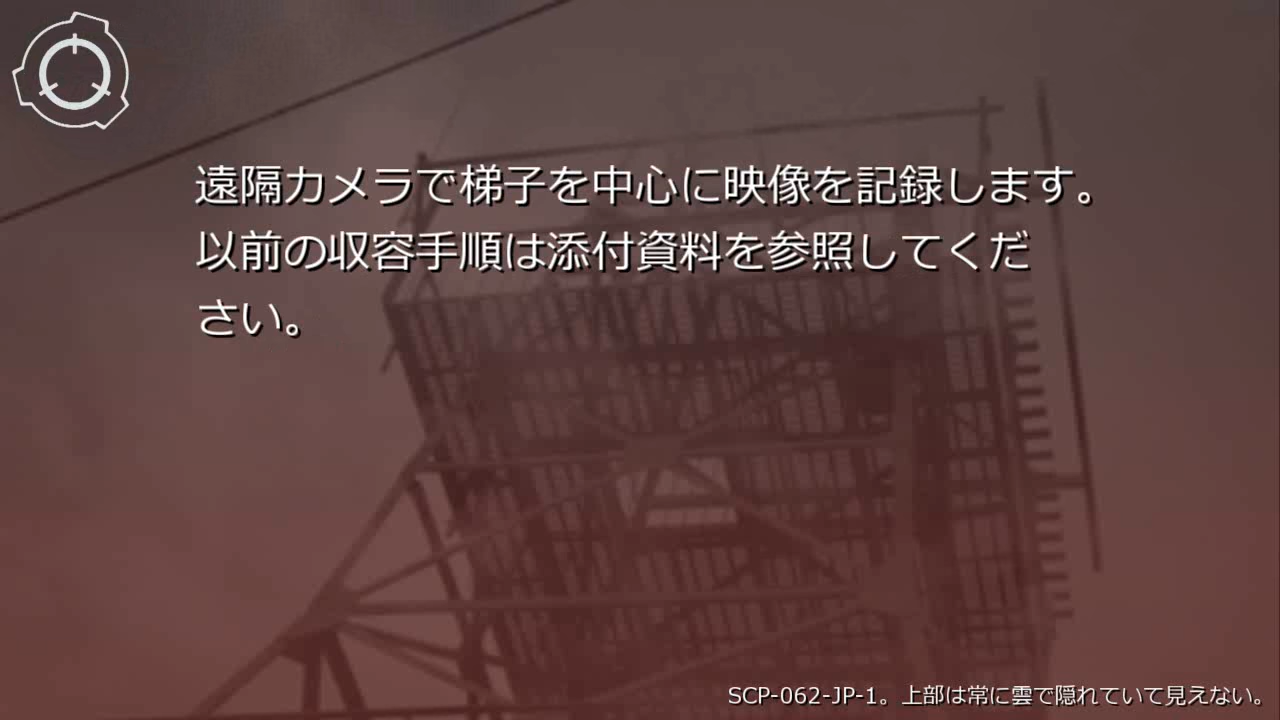 遠隔カメラで梯子を中心に映像を記録します。
以前の収容手順は添付資料を参照してくだ
さい。
SCP-062-JP-1。上部は常に雲で隠れていて見えない。